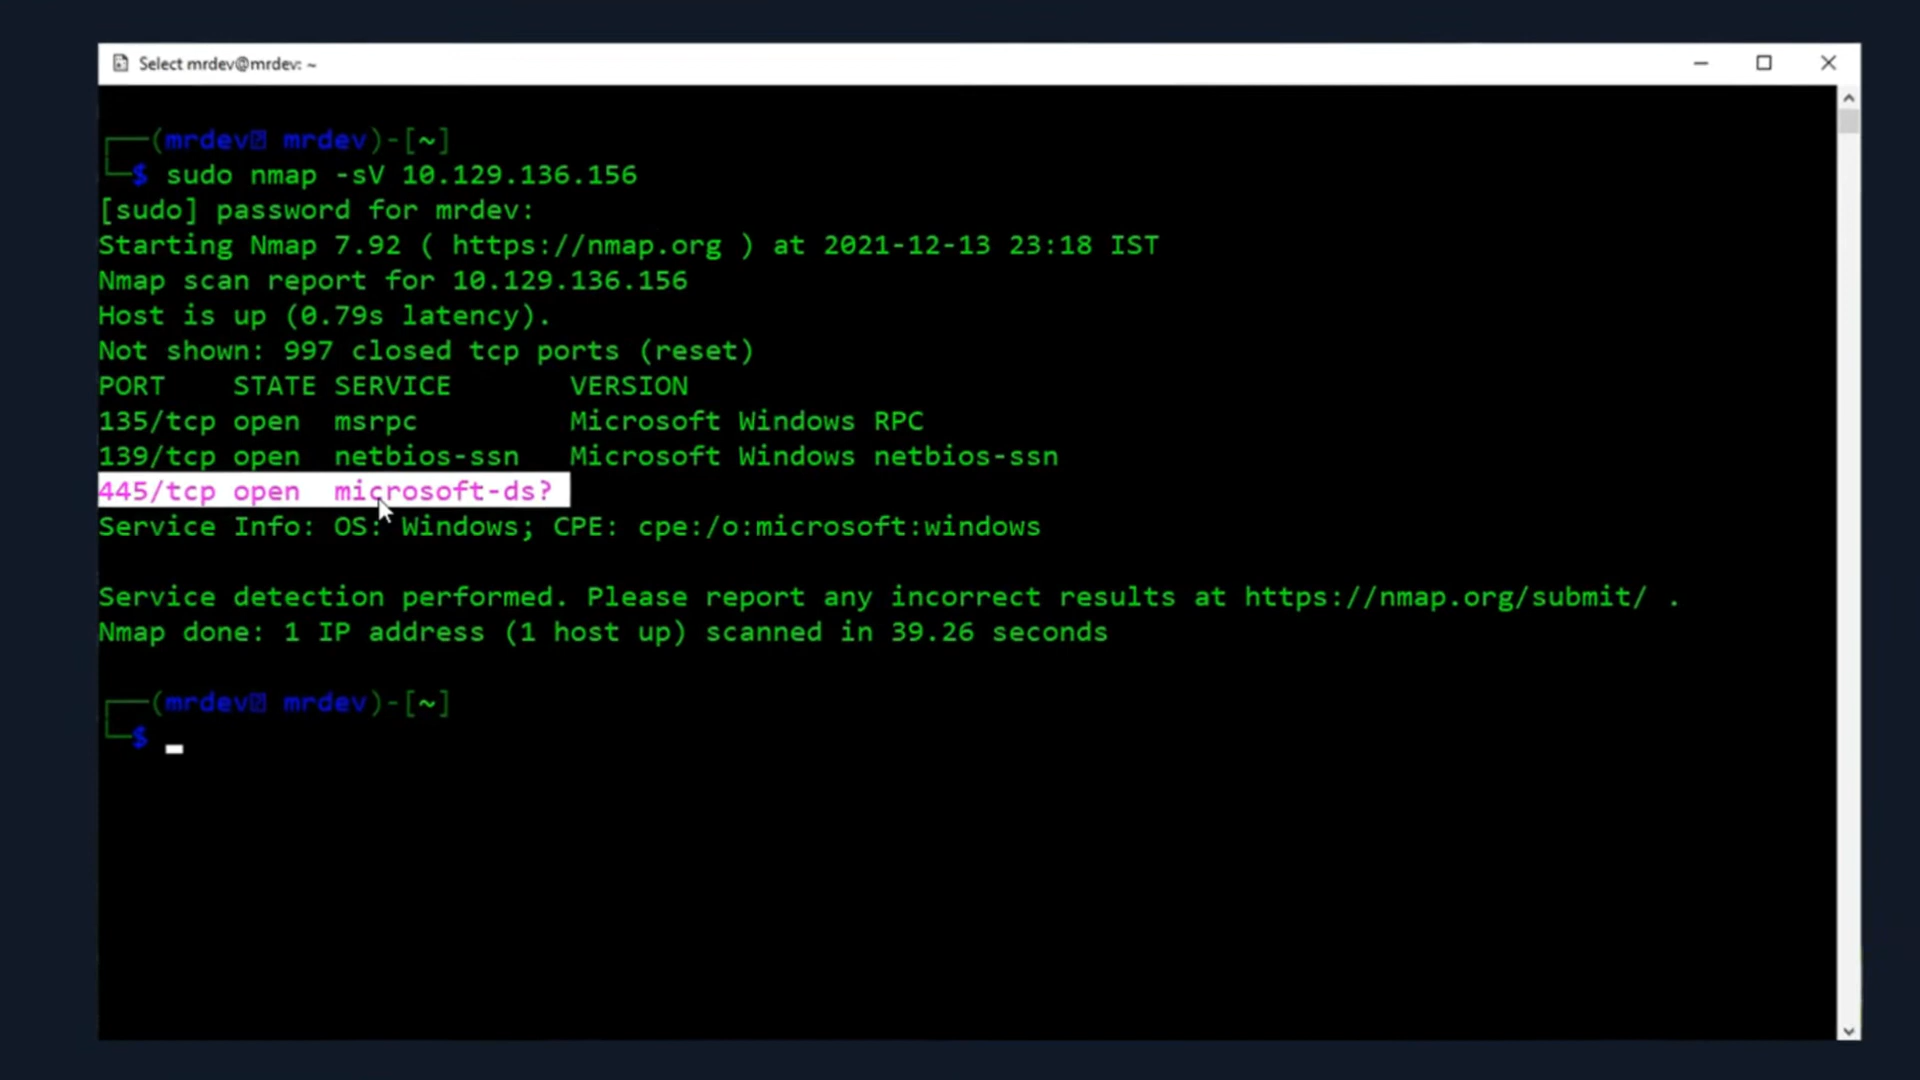 Select mrdev@mrdev: ~
┌──(mrdev⍰ mrdev)-[~]
└─$ sudo nmap -sV 10.129.136.156
[sudo] password for mrdev:
Starting Nmap 7.92 ( https://nmap.org ) at 2021-12-13 23:18 IST
Nmap scan report for 10.129.136.156
Host is up (0.79s latency).
Not shown: 997 closed tcp ports (reset)
PORT    STATE SERVICE       VERSION
135/tcp open  msrpc         Microsoft Windows RPC
139/tcp open  netbios-ssn   Microsoft Windows netbios-ssn
445/tcp open  microsoft-ds?
Service Info: OS: Windows; CPE: cpe:/o:microsoft:windows
Service detection performed. Please report any incorrect results at https://nmap.org/submit/ .
Nmap done: 1 IP address (1 host up) scanned in 39.26 seconds
┌──(mrdev⍰ mrdev)-[~]
└─$